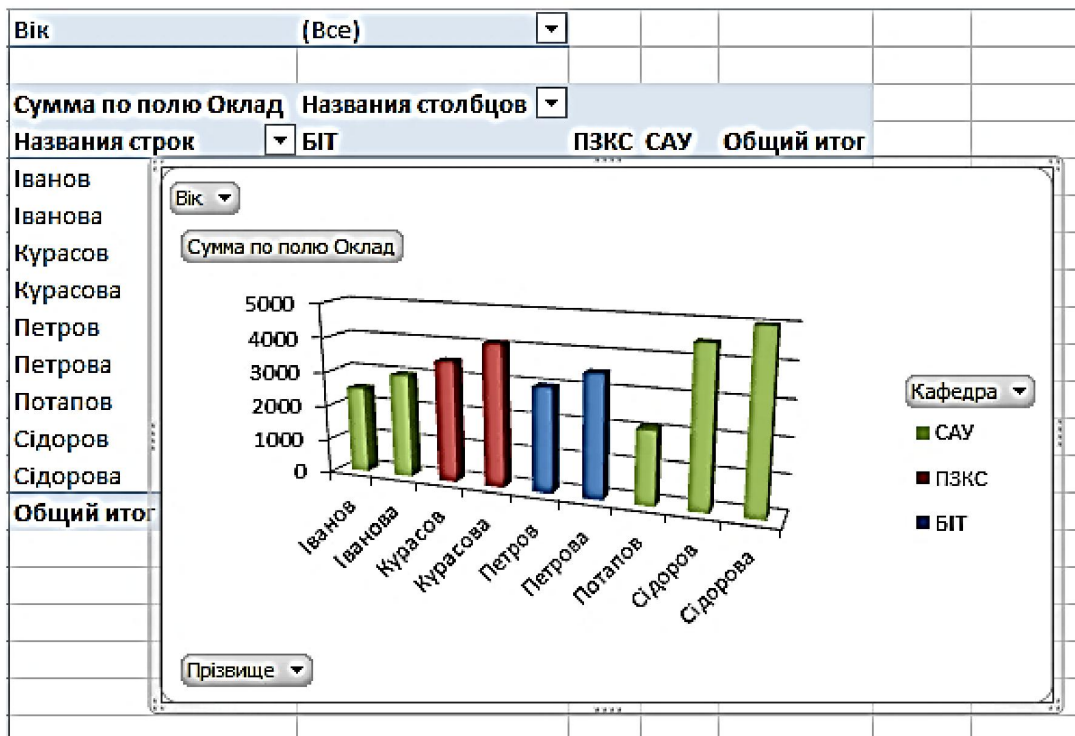 Вік (Все)
Сумма по полю Оклад Названия столбцов
Названия строк БІТ ПЗКС САУ Общий итог
Іванов
Іванова
Курасов
Курасова
Петров
Петрова
Потапов
Сідоров
Сідорова
Общий итог
Вік
Сумма по полю Оклад
5000
4000
3000
2000
1000
0
Іванов
Іванова
Курасов
Курасова
Петров
Петрова
Потапов
Сідоров
Сідорова
Кафедра
САУ
ПЗКС
БІТ
Прізвище